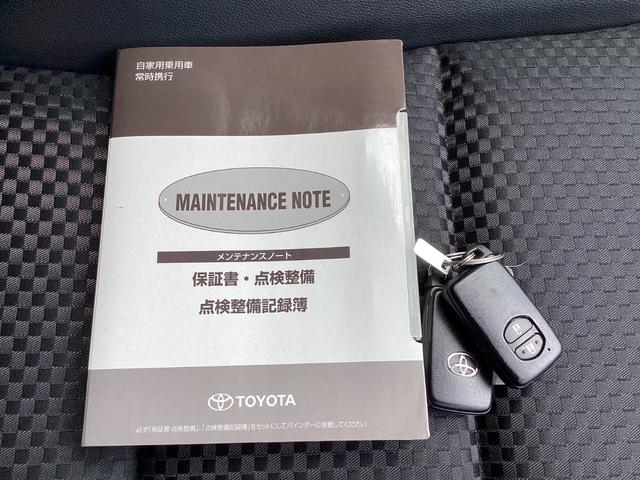 自家用乗用車
常時携行
MAINTENANCE NOTE
メンテナンスノート
保証書・点検整備
点検整備記録簿
TOYOTA
必ず「保証書・点検整備」、「点検整備記録簿」をセットにしてバインダーに保管してください